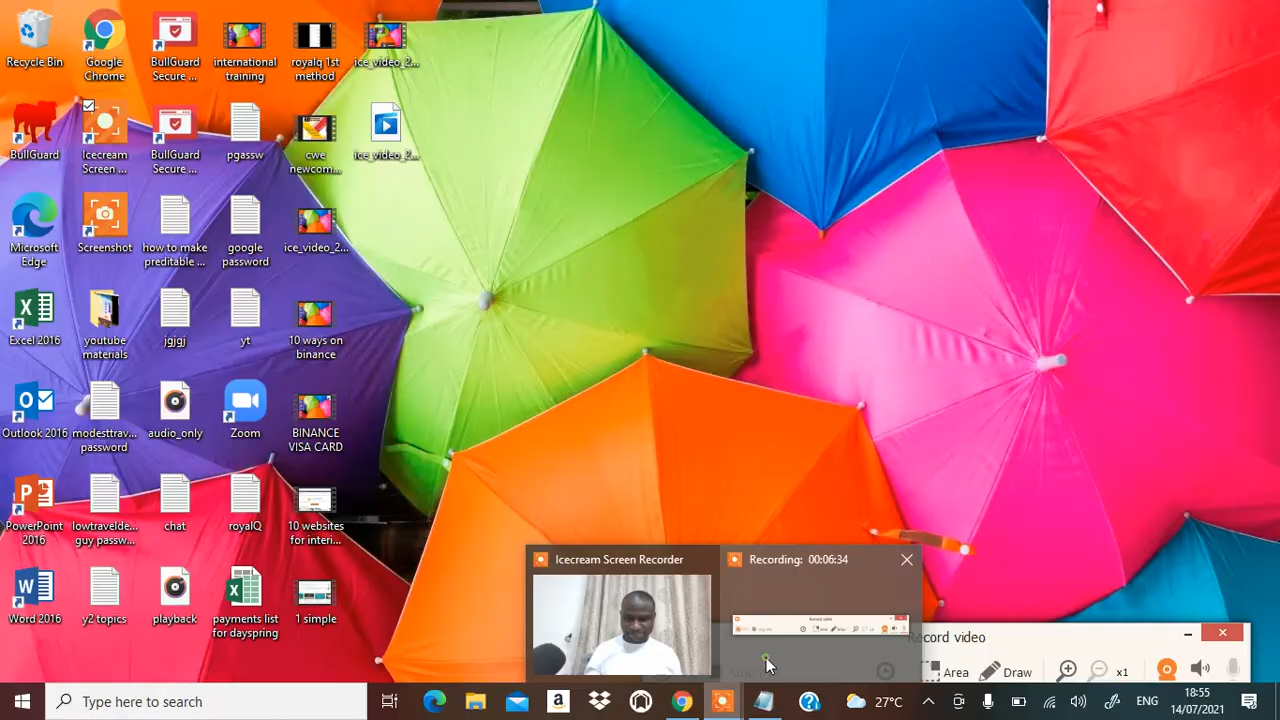 Recycle Bin
Google
Chrome
BullGuard
Secure ...
international
training
royalq 1st
method
ice_video_2...
BullGuard
Icecream
Screen ...
BullGuard
Secure ...
pgassw
cwe
newcom...
ice_video_2...
Microsoft
Edge
Screenshot
how to make
preditable ...
google
password
ice_video_2...
Excel 2016
youtube
materials
jgjgj
yt
10 ways on
binance
Outlook 2016
modesttrav...
password
audio_only
Zoom
BINANCE
VISA CARD
PowerPoint
2016
lowtravelde...
guy passw...
chat
royalQ
10 websites
for interi...
Word 2016
y2 topics
playback
payments list
for dayspring
1 simple
Icecream Screen Recorder
Recording: 00:06:34
Record video
Record video
Area
Draw
x1
Type here to search
27°C
ENG
18:55
14/07/2021